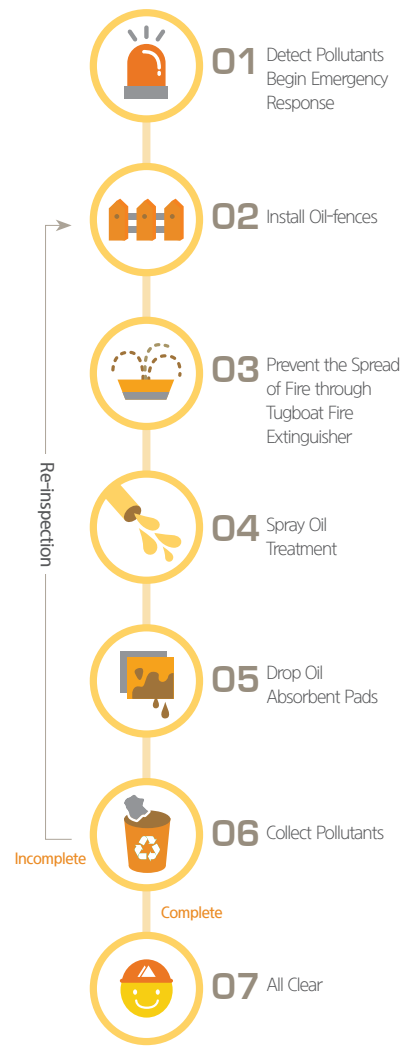 01 Detect Pollutants
Begin Emergency
Response
02 Install Oil-fences
03 Prevent the Spread
of Fire through
Tugboat Fire
Extinguisher
Re-inspection
04 Spray Oil
Treatment
05 Drop Oil
Absorbent Pads
06 Collect Pollutants
Incomplete
Complete
07 All Clear